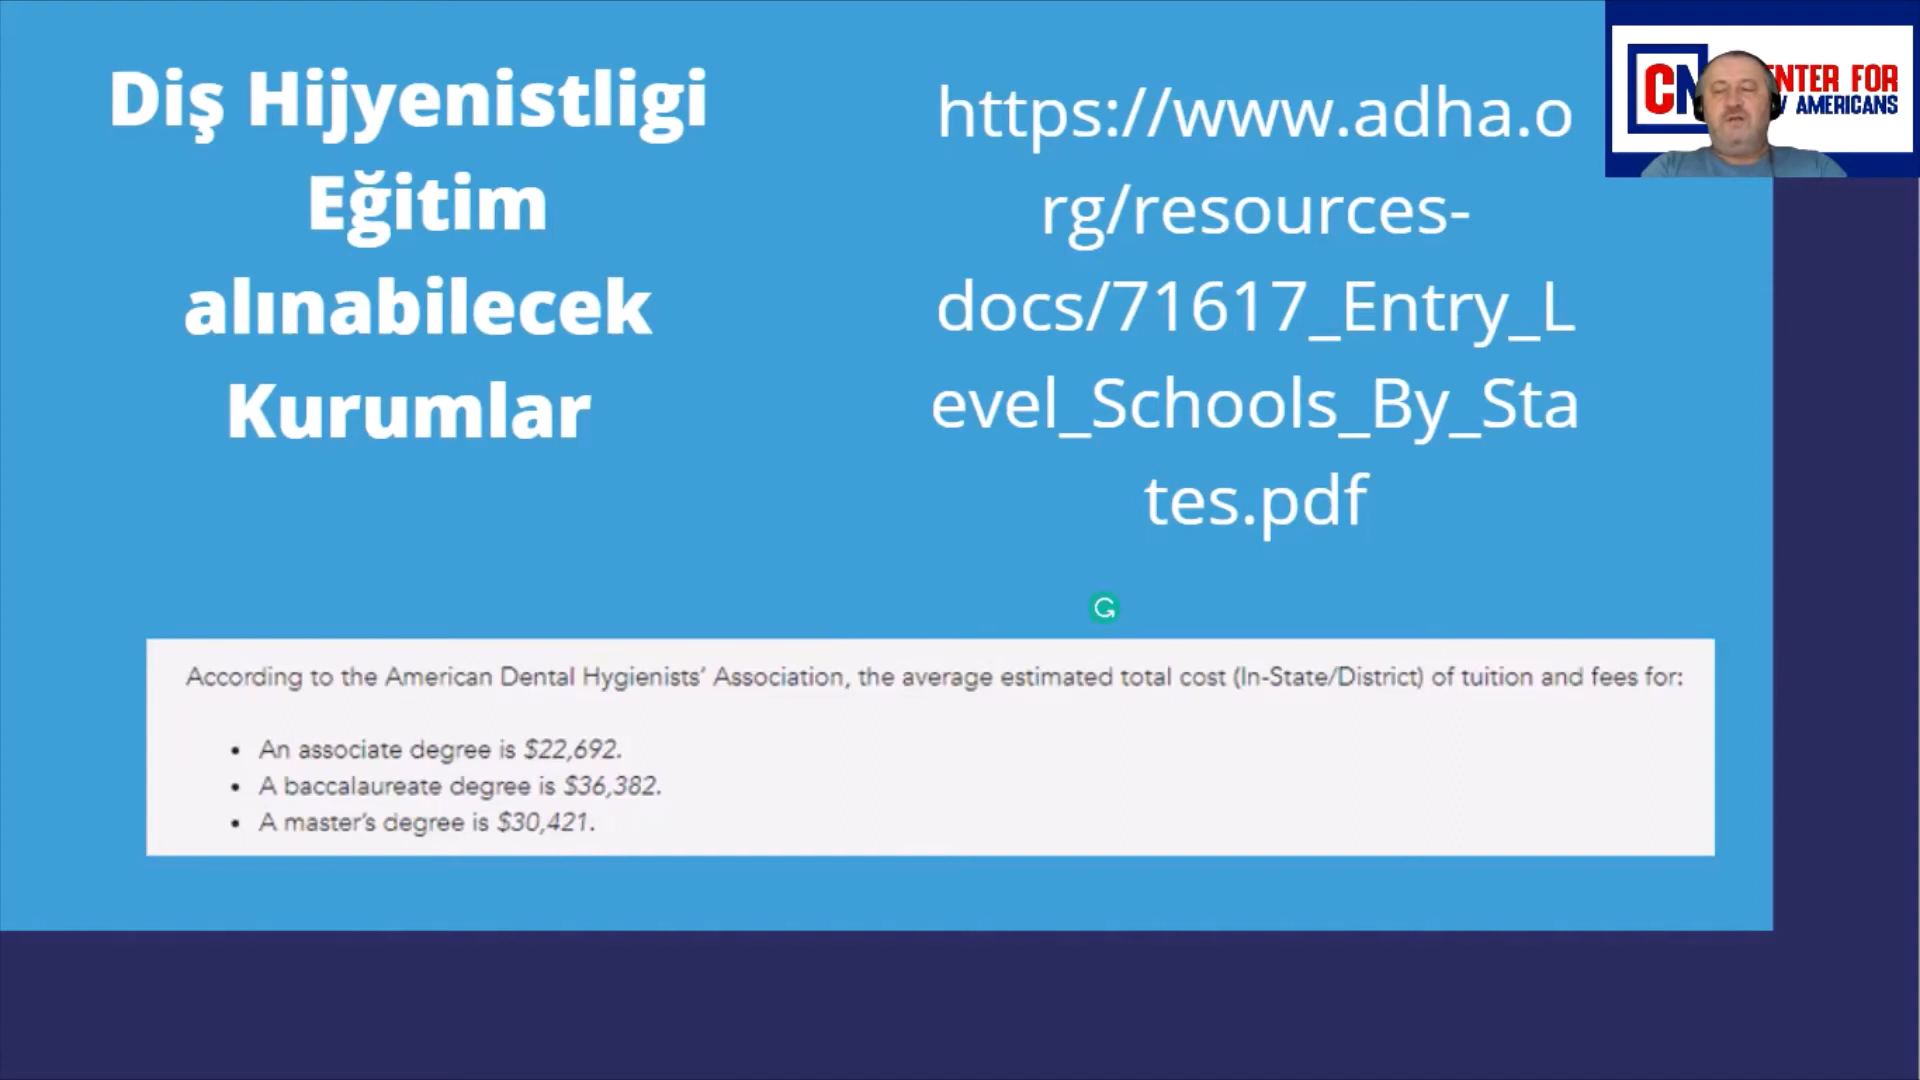 Diş Hijyenistligi
Eğitim
alınabilecek
Kurumlar
https://www.adha.o
rg/resources-
docs/71617_Entry_L
evel_Schools_By_Sta
tes.pdf
According to the American Dental Hygienists’ Association, the average estimated total cost (In-State/District) of tuition and fees for:
• An associate degree is $22,692.
• A baccalaureate degree is $36,382.
• A master’s degree is $30,421.
FOR
AMERICANS